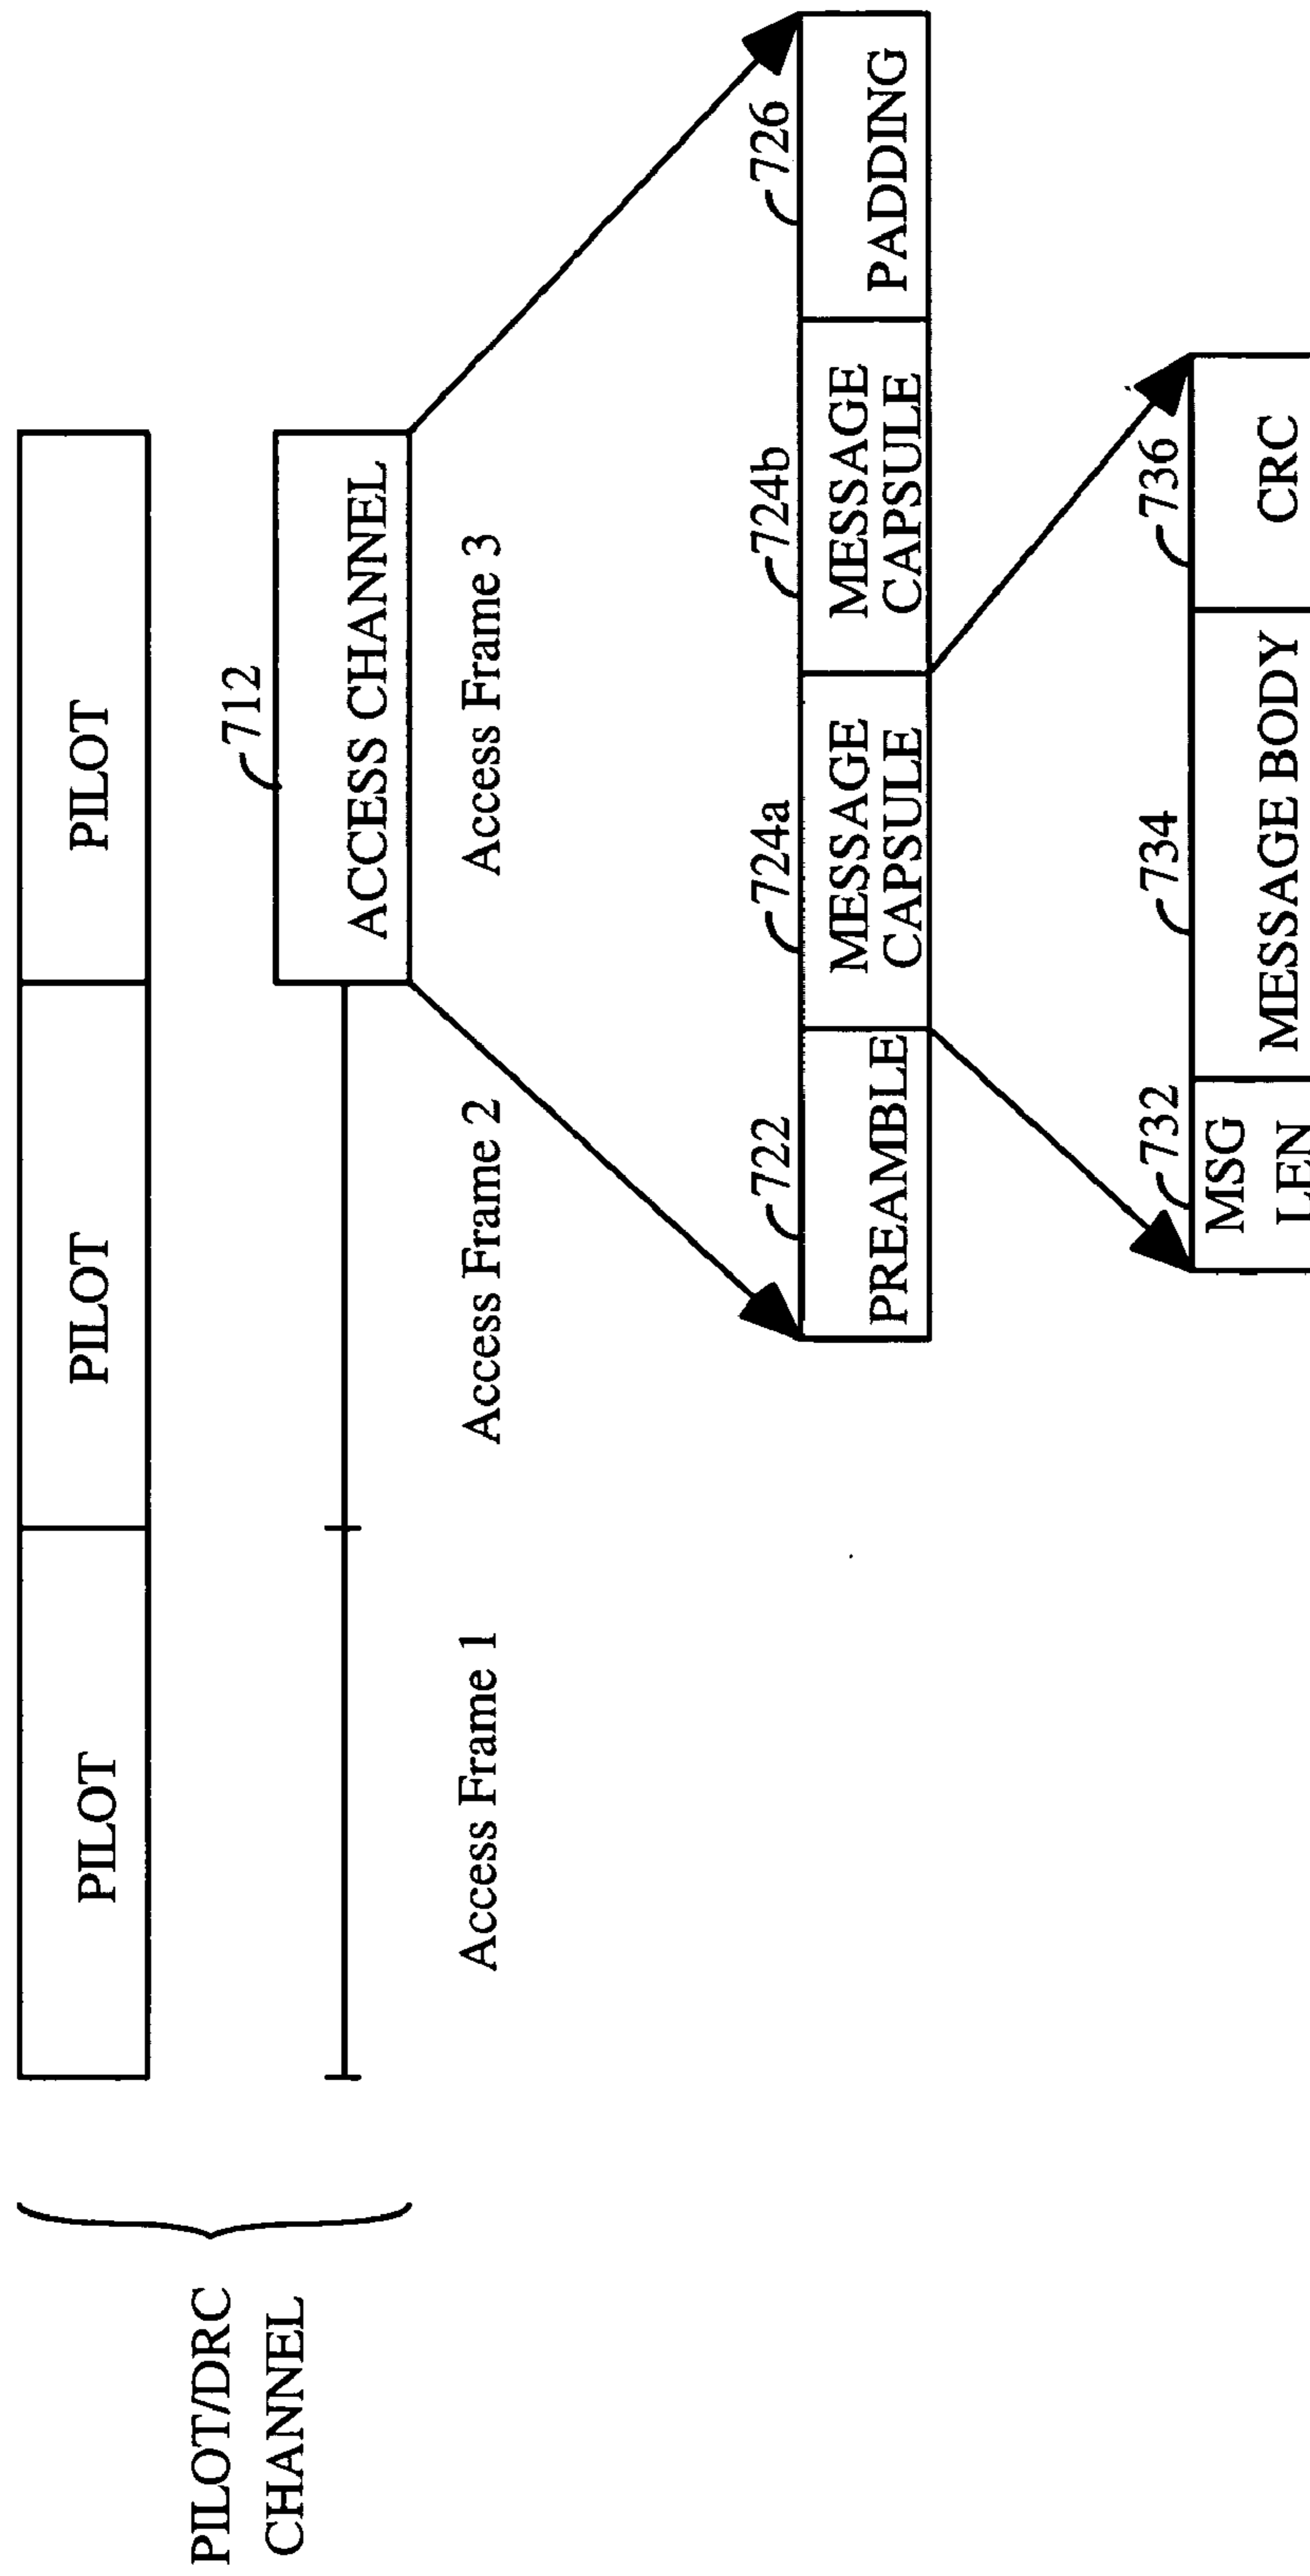 PILOT/DRC
CHANNEL
PILOT
PILOT
PILOT
712
ACCESS CHANNEL
Access Frame 1
Access Frame 2
Access Frame 3
722
724a
724b
726
PREAMBLE
MESSAGE
CAPSULE
MESSAGE
CAPSULE
PADDING
732
734
736
MSG
LEN
MESSAGE BODY
CRC